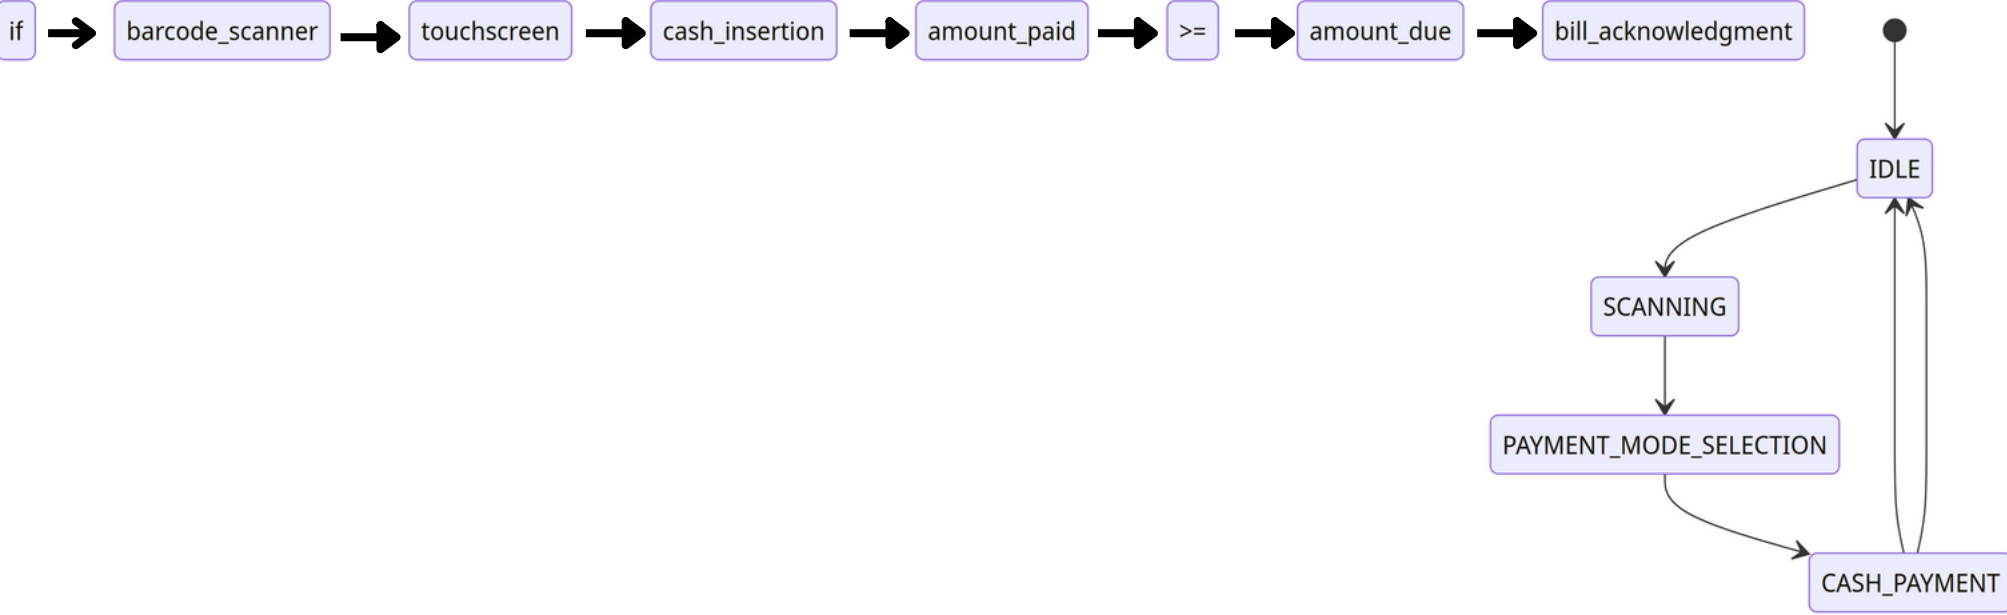 if
barcode_scanner
touchscreen
cash_insertion
amount_paid
>=
amount_due
bill_acknowledgment
IDLE
SCANNING
PAYMENT_MODE_SELECTION
CASH_PAYMENT